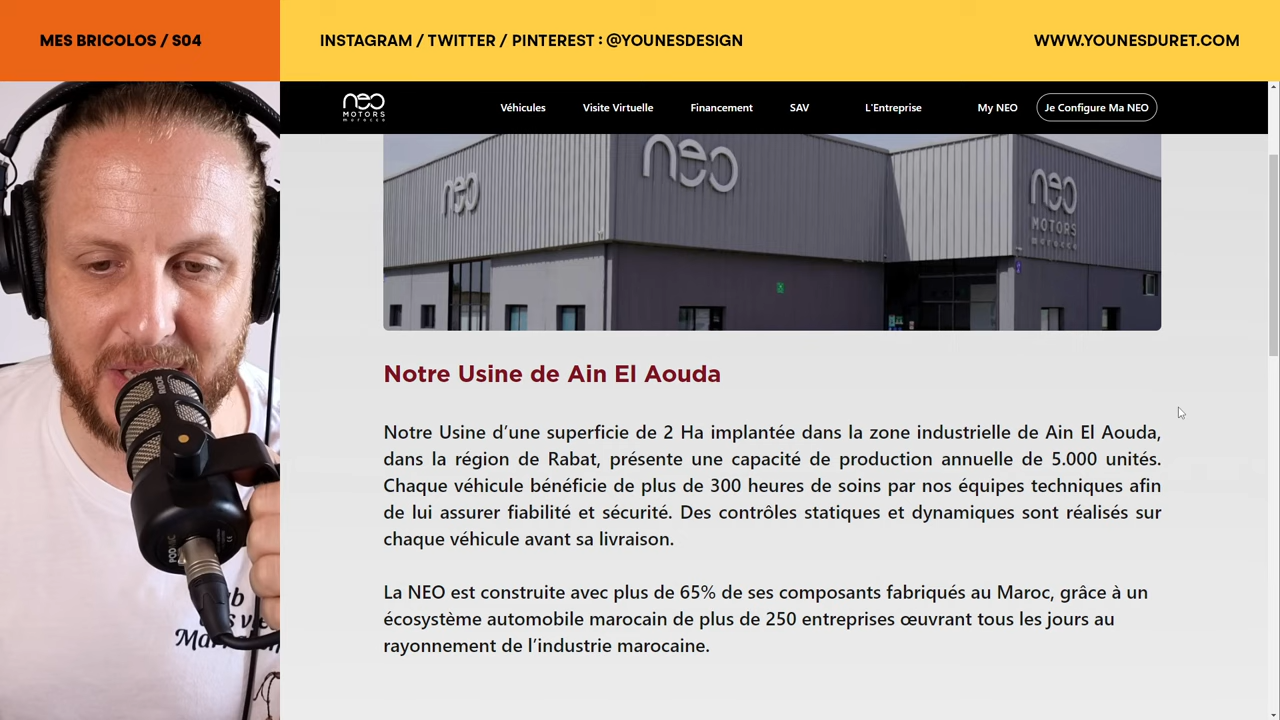 MES BRICOLOS / S04
INSTAGRAM / TWITTER / PINTEREST : @YOUNESDESIGN
WWW.YOUNESDURET.COM
neo
MOTORS
morocco
Véhicules
Visite Virtuelle
Financement
SAV
L'Entreprise
My NEO
Je Configure Ma NEO
neo
neo
neo
MOTORS
morocco
Notre Usine de Ain El Aouda
Notre Usine d’une superficie de 2 Ha implantée dans la zone industrielle de Ain El Aouda,
dans la région de Rabat, présente une capacité de production annuelle de 5.000 unités.
Chaque véhicule bénéficie de plus de 300 heures de soins par nos équipes techniques afin
de lui assurer fiabilité et sécurité. Des contrôles statiques et dynamiques sont réalisés sur
chaque véhicule avant sa livraison.
La NEO est construite avec plus de 65% de ses composants fabriqués au Maroc, grâce à un
écosystème automobile marocain de plus de 250 entreprises œuvrant tous les jours au
rayonnement de l’industrie marocaine.
RODE